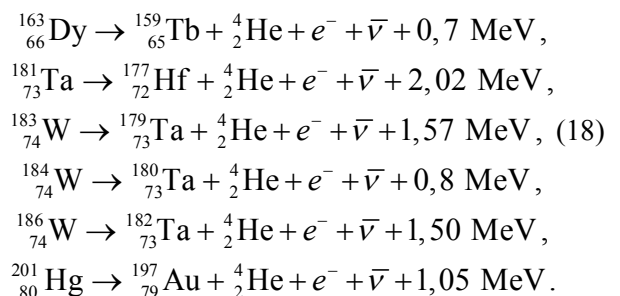 ¹⁶³₆₆Dy → ¹⁵⁹₆₅Tb + ⁴₂He + e⁻ + ν̅ + 0,7 MeV,
¹⁸¹₇₃Ta → ¹⁷⁷₇₂Hf + ⁴₂He + e⁻ + ν̅ + 2,02 MeV,
¹⁸³₇₄W → ¹⁷⁹₇₃Ta + ⁴₂He + e⁻ + ν̅ + 1,57 MeV, (18)
¹⁸⁴₇₄W → ¹⁸⁰₇₃Ta + ⁴₂He + e⁻ + ν̅ + 0,8 MeV,
¹⁸⁶₇₄W → ¹⁸²₇₃Ta + ⁴₂He + e⁻ + ν̅ + 1,50 MeV,
²⁰¹₈₀Hg → ¹⁹⁷₇₉Au + ⁴₂He + e⁻ + ν̅ + 1,05 MeV.